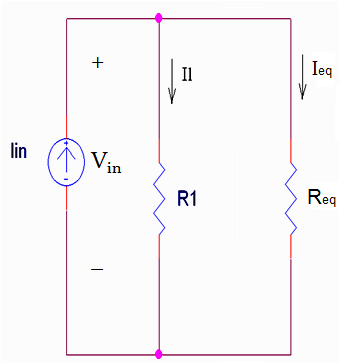 +
I1
Ieq
Iin
+
Vin
-
R1
Req
–